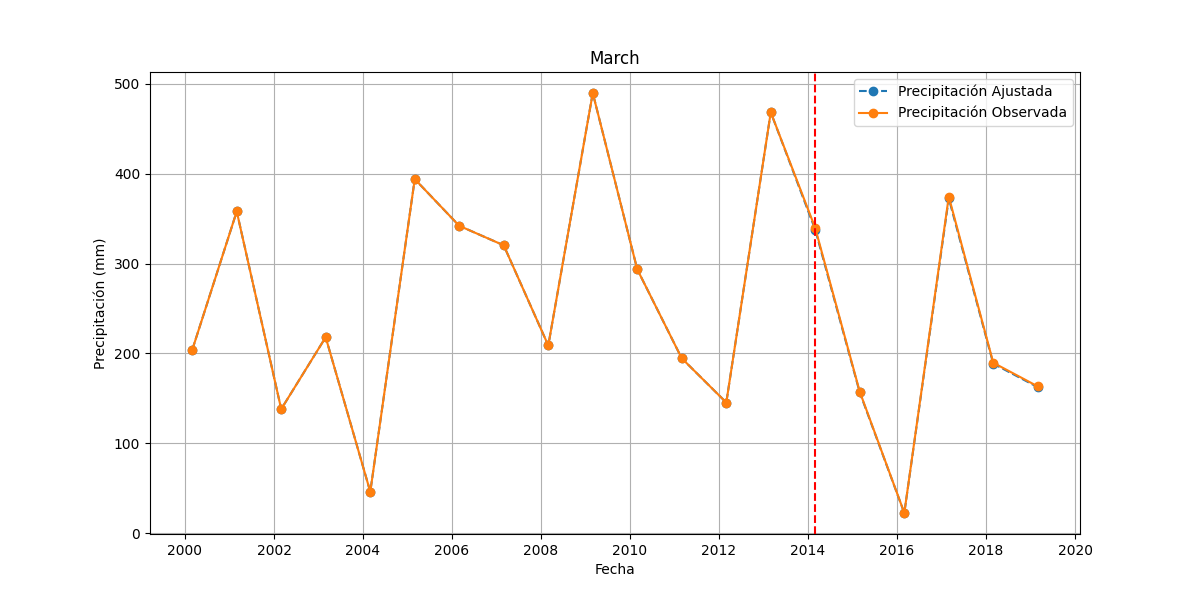 March
Precipitación Ajustada
Precipitación Observada
500
400
300
200
100
0
Precipitación (mm)
2000 2002 2004 2006 2008 2010 2012 2014 2016 2018 2020
Fecha